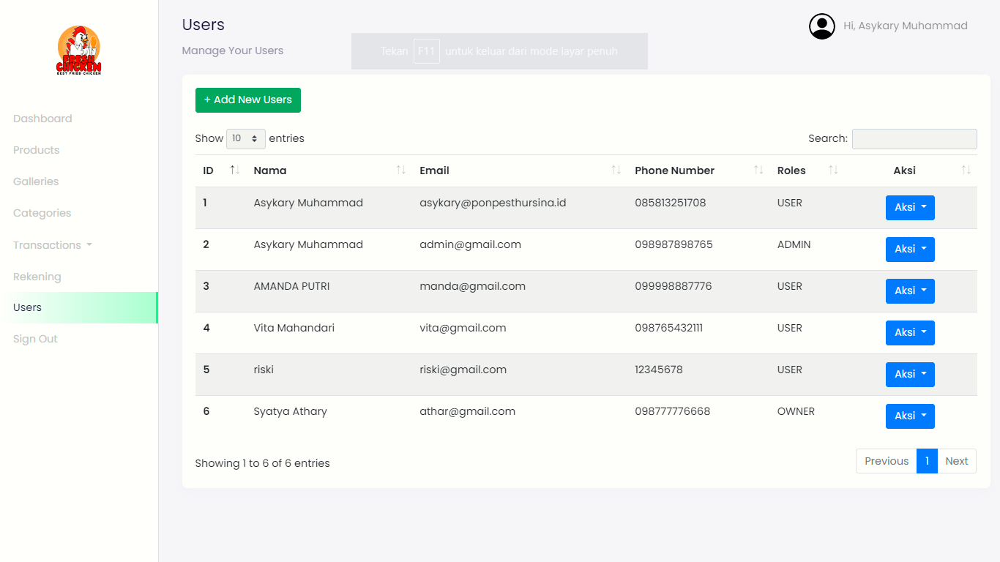 FRESH
CHICKEN
BEST FRIED CHICKEN
Dashboard
Products
Galleries
Categories
Transactions
Rekening
Users
Sign Out
Users
Manage Your Users
Tekan F11 untuk keluar dari mode layar penuh
Hi, Asykary Muhammad
+ Add New Users
Show 10 entries
Search:
ID Nama Email Phone Number Roles Aksi
1 Asykary Muhammad asykary@ponpesthursina.id 085813251708 USER Aksi
2 Asykary Muhammad admin@gmail.com 098987898765 ADMIN Aksi
3 AMANDA PUTRI manda@gmail.com 099998887776 USER Aksi
4 Vita Mahandari vita@gmail.com 098765432111 USER Aksi
5 riski riski@gmail.com 12345678 USER Aksi
6 Syatya Athary athar@gmail.com 098777776668 OWNER Aksi
Showing 1 to 6 of 6 entries
Previous 1 Next